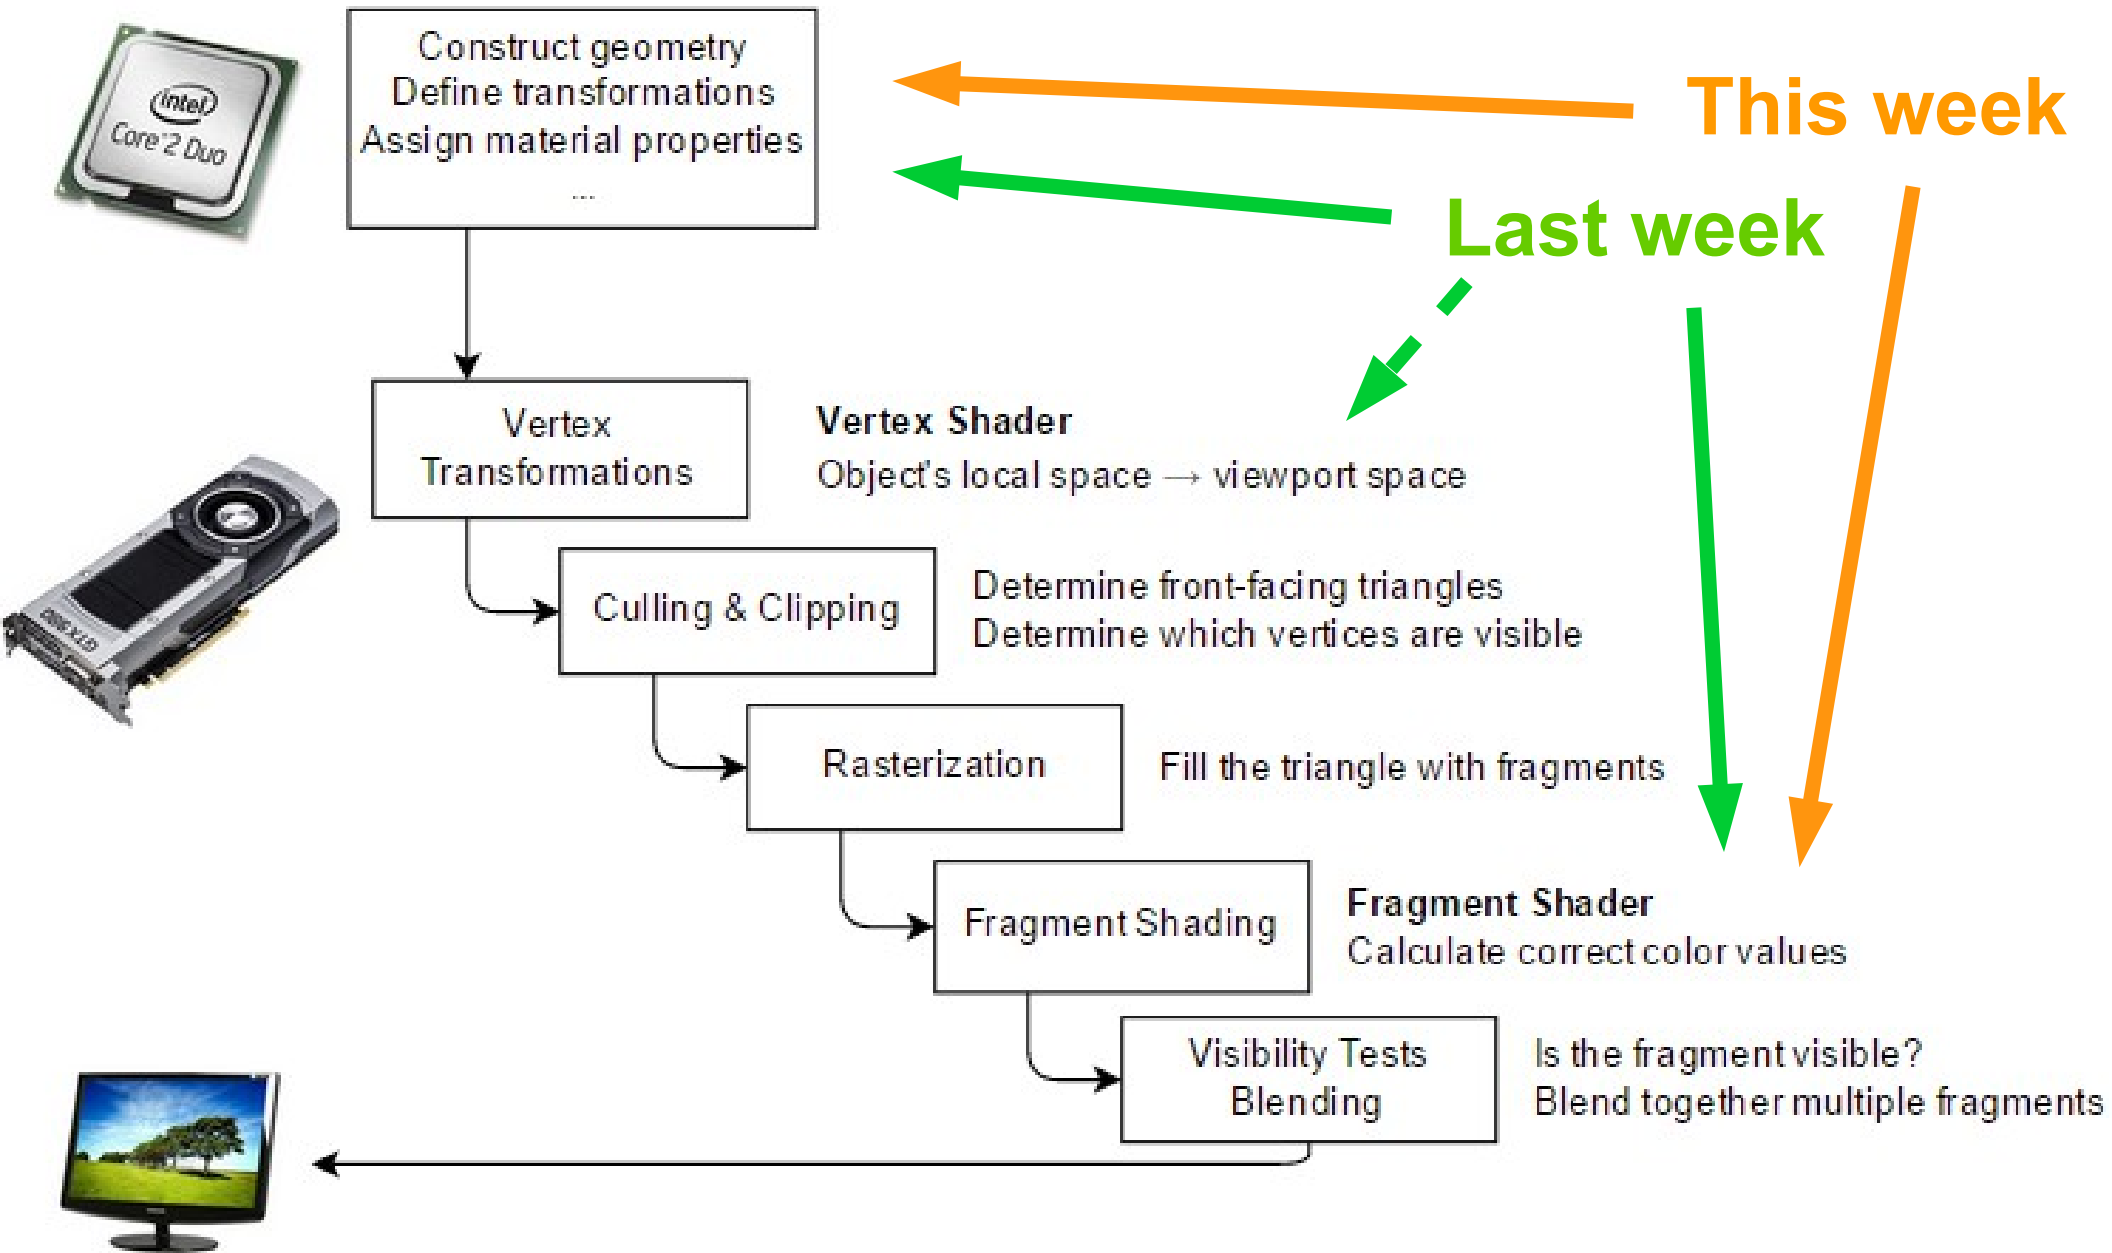 Construct geometry
Define transformations
Assign material properties
...
This week
Last week
intel
Core 2 Duo
Vertex
Transformations
Vertex Shader
Object's local space → viewport space
Culling & Clipping
Determine front-facing triangles
Determine which vertices are visible
GTX 980
Rasterization
Fill the triangle with fragments
Fragment Shading
Fragment Shader
Calculate correct color values
Visibility Tests
Blending
Is the fragment visible?
Blend together multiple fragments